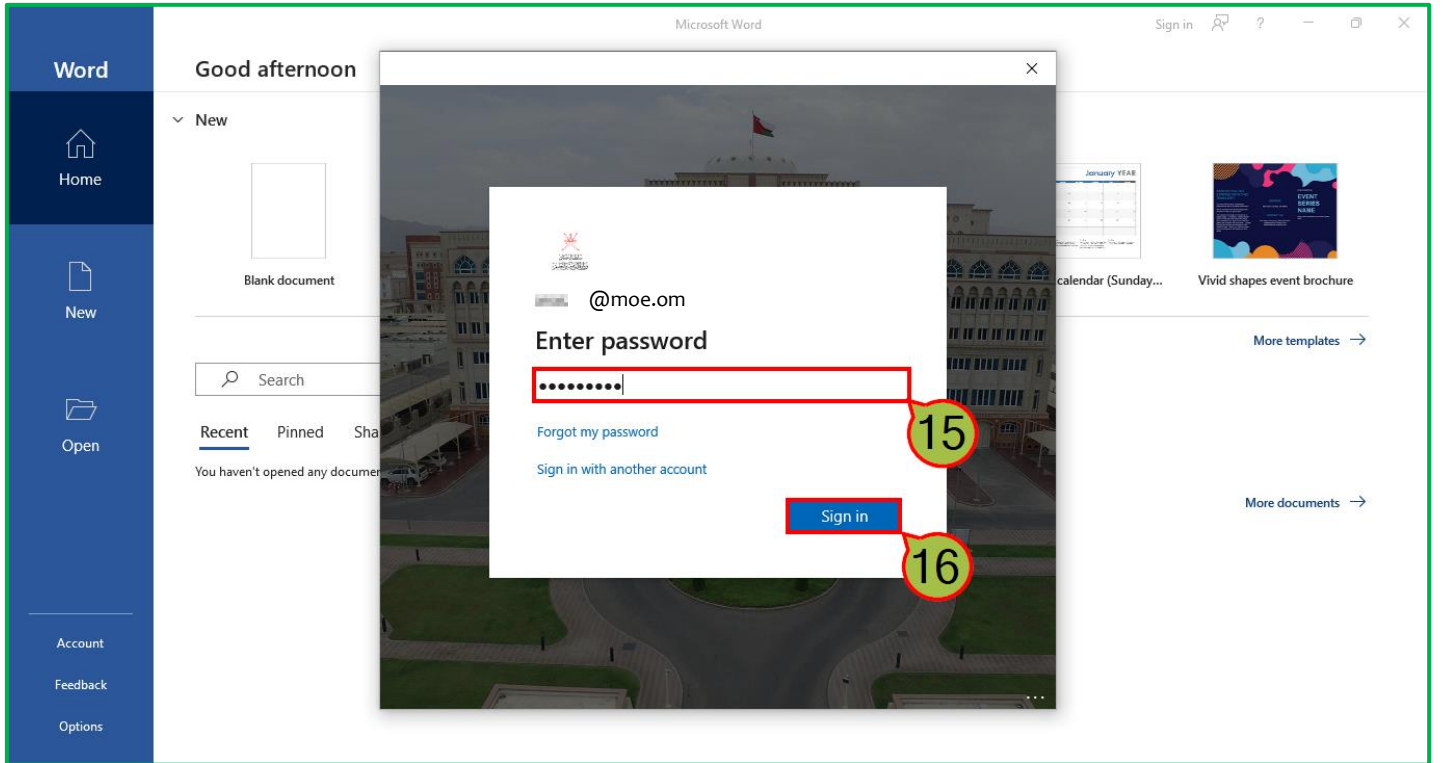 Microsoft Word
Sign in
?
Word
Good afternoon
Home
New
Open
Account
Feedback
Options
New
Blank document
January YEAR
calendar (Sunday...
EVENT
SERIES
NAME
Vivid shapes event brochure
More templates →
Search
Recent Pinned Sha
You haven't opened any documen
More documents →
@moe.om
Enter password
•••••••••
Forgot my password
Sign in with another account
Sign in
15
16
...